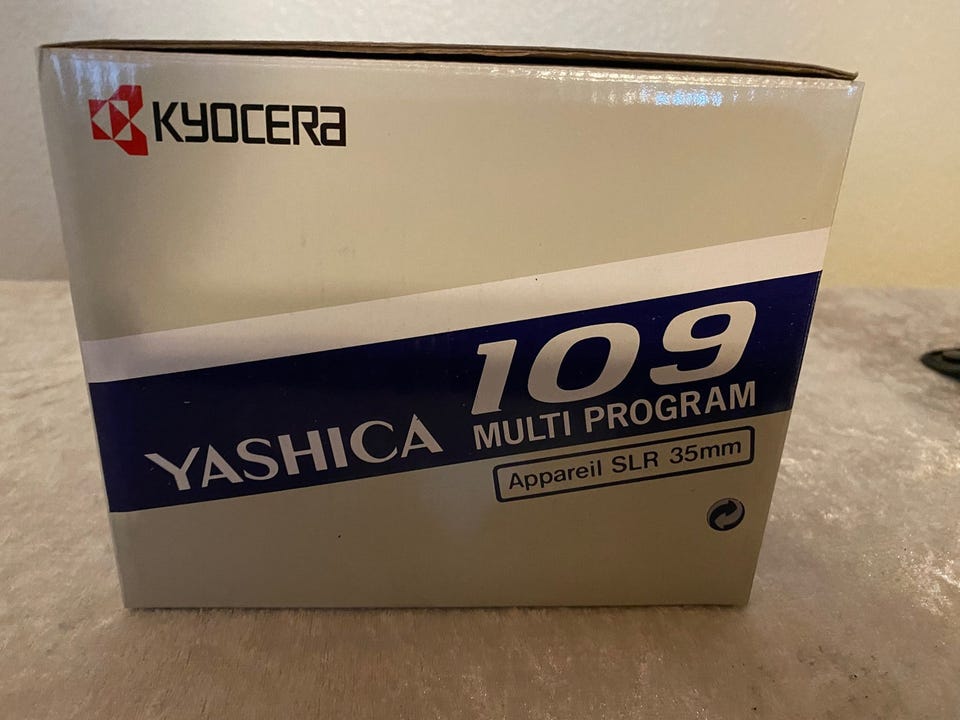 KYOCERA
YASHICA 109
MULTI PROGRAM
Appareil SLR 35mm